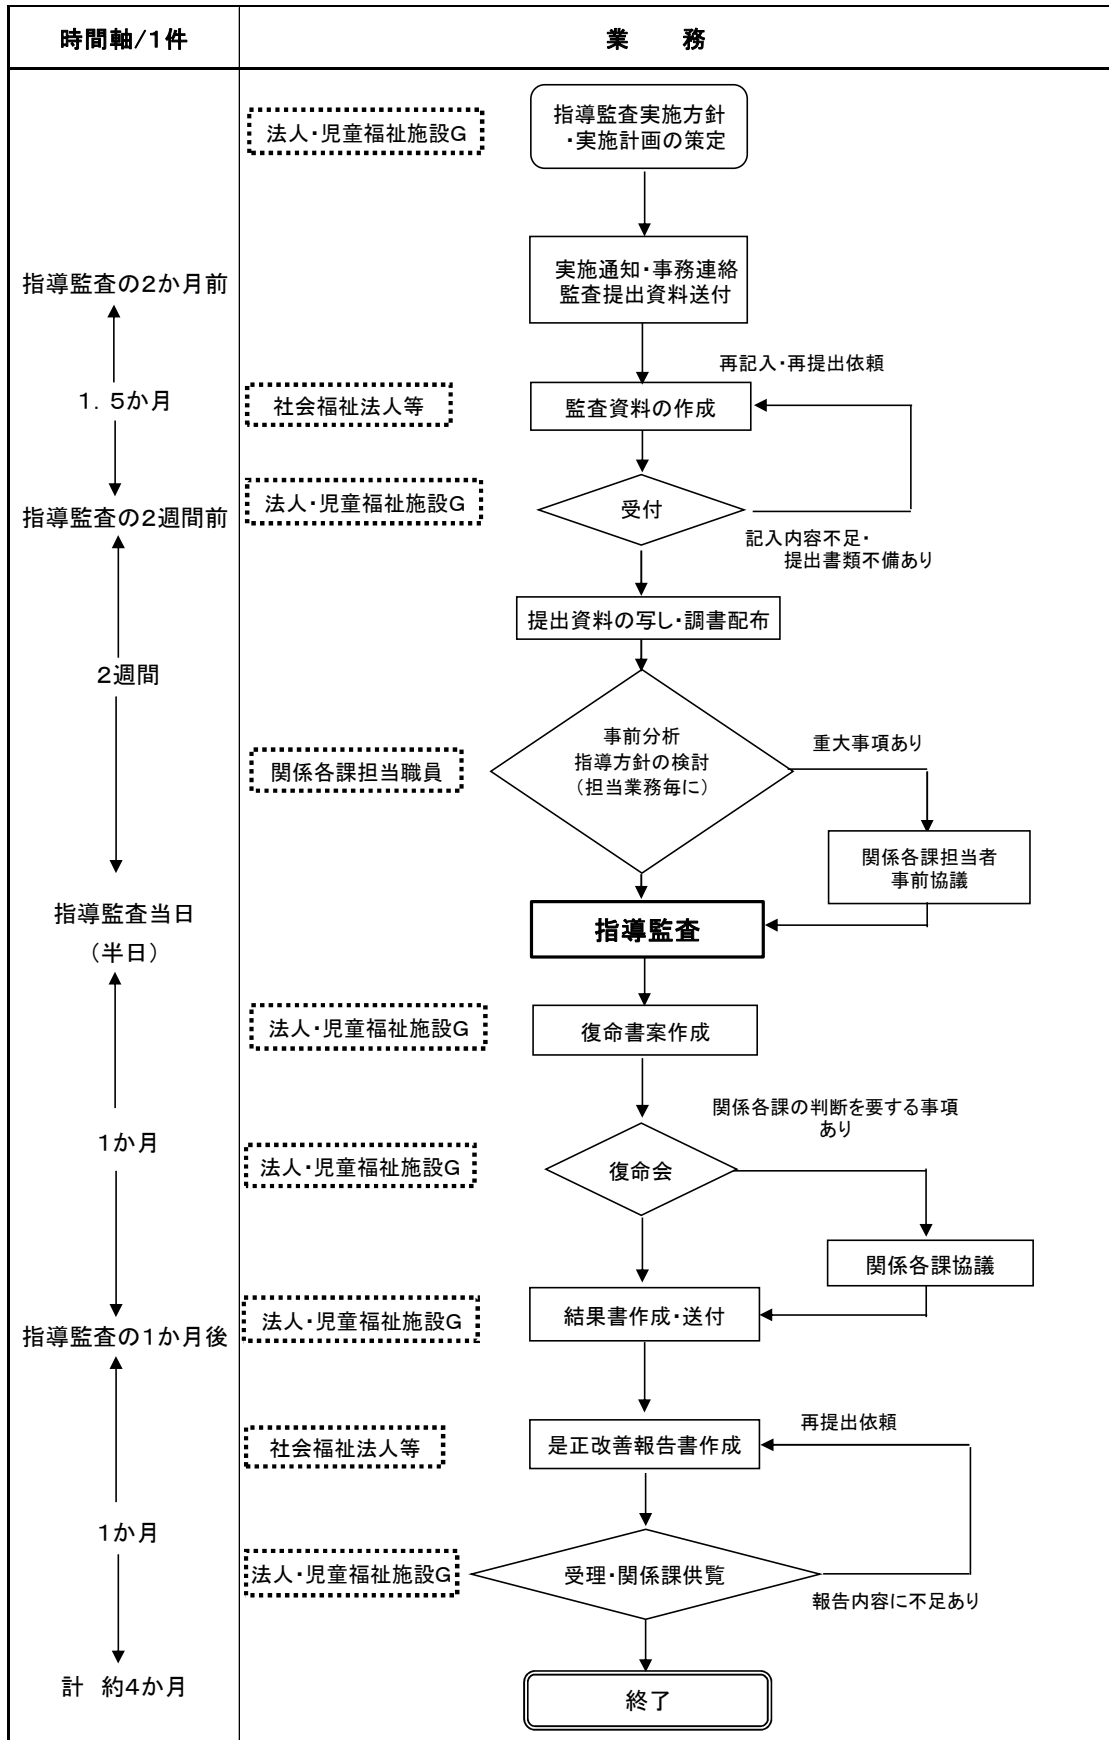 時間軸/1件
業　　務
法人・児童福祉施設G
指導監査実施方針
・実施計画の策定
指導監査の2か月前
実施通知・事務連絡
監査提出資料送付
再記入・再提出依頼
1．5か月
社会福祉法人等
監査資料の作成
法人・児童福祉施設G
受付
指導監査の2週間前
記入内容不足・
提出書類不備あり
提出資料の写し・調書配布
2週間
事前分析
指導方針の検討
（担当業務毎に）
重大事項あり
関係各課担当職員
関係各課担当者
事前協議
指導監査当日
（半日）
指導監査
法人・児童福祉施設G
復命書案作成
関係各課の判断を要する事項
あり
1か月
法人・児童福祉施設G
復命会
関係各課協議
法人・児童福祉施設G
結果書作成・送付
指導監査の1か月後
再提出依頼
社会福祉法人等
是正改善報告書作成
1か月
法人・児童福祉施設G
受理・関係課供覧
報告内容に不足あり
計　約4か月
終了